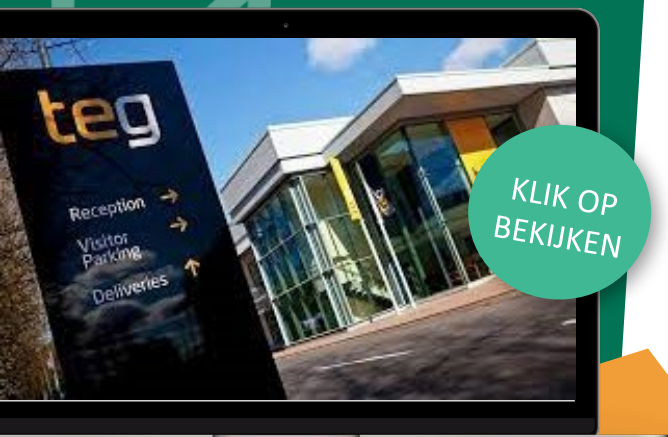 teg
Reception →
Visitor
Parking →
Deliveries ↑
KLIK OP
BEKIJKEN